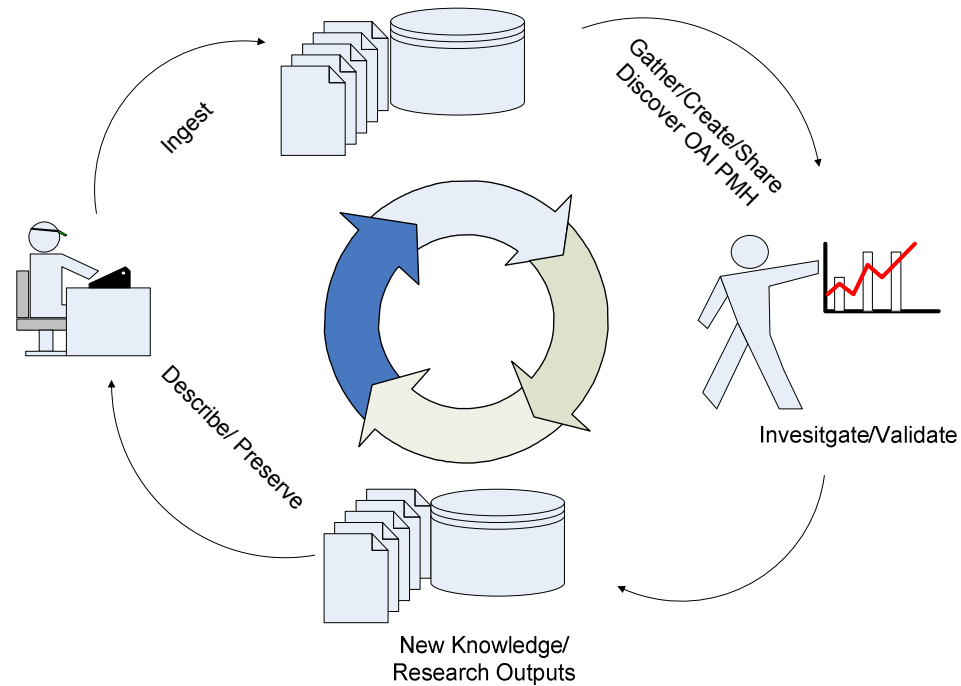 Ingest
Gather/Create/Share
Discover OAI PMH
Invesitgate/Validate
Describe/ Preserve
New Knowledge/
Research Outputs